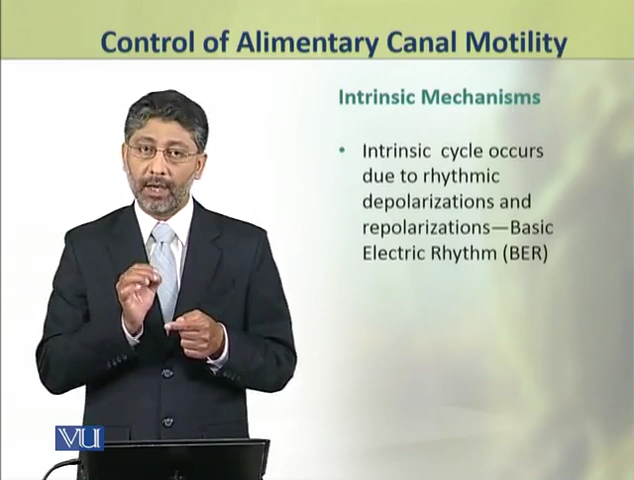 Control of Alimentary Canal Motility
Intrinsic Mechanisms
• Intrinsic cycle occurs
due to rhythmic
depolarizations and
repolarizations—Basic
Electric Rhythm (BER)
VU